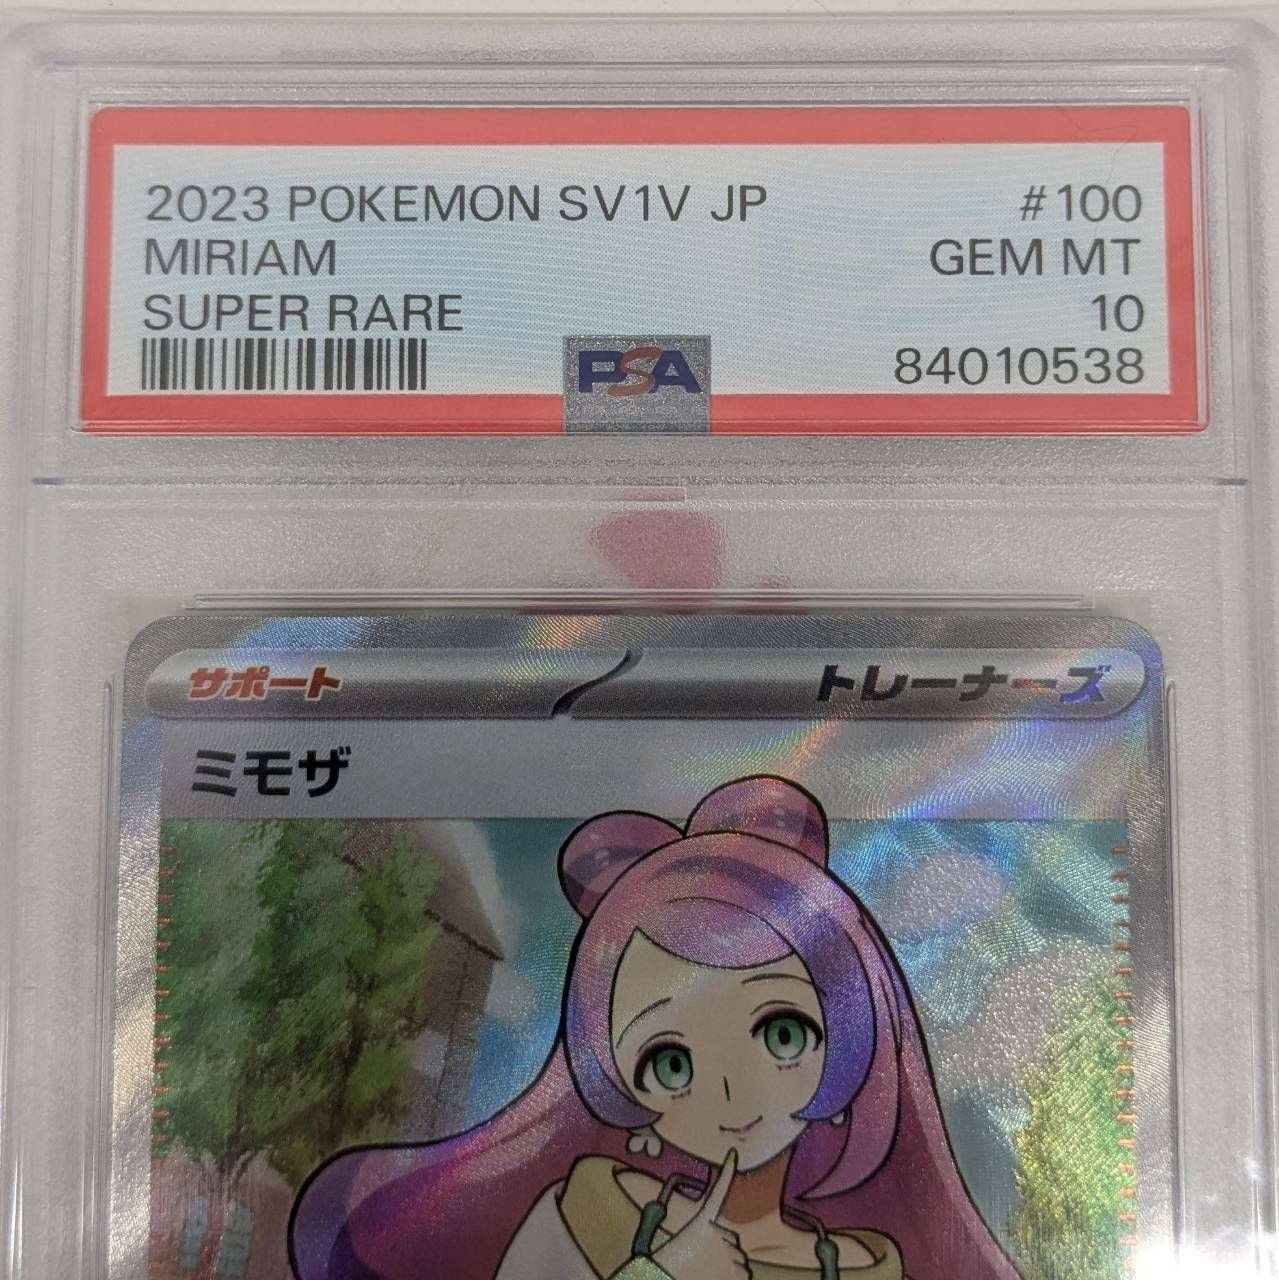 2023 POKEMON SV1V JP #100
MIRIAM GEM MT
SUPER RARE 10
PSA 84010538
サポート トレーナーズ
ミモザ